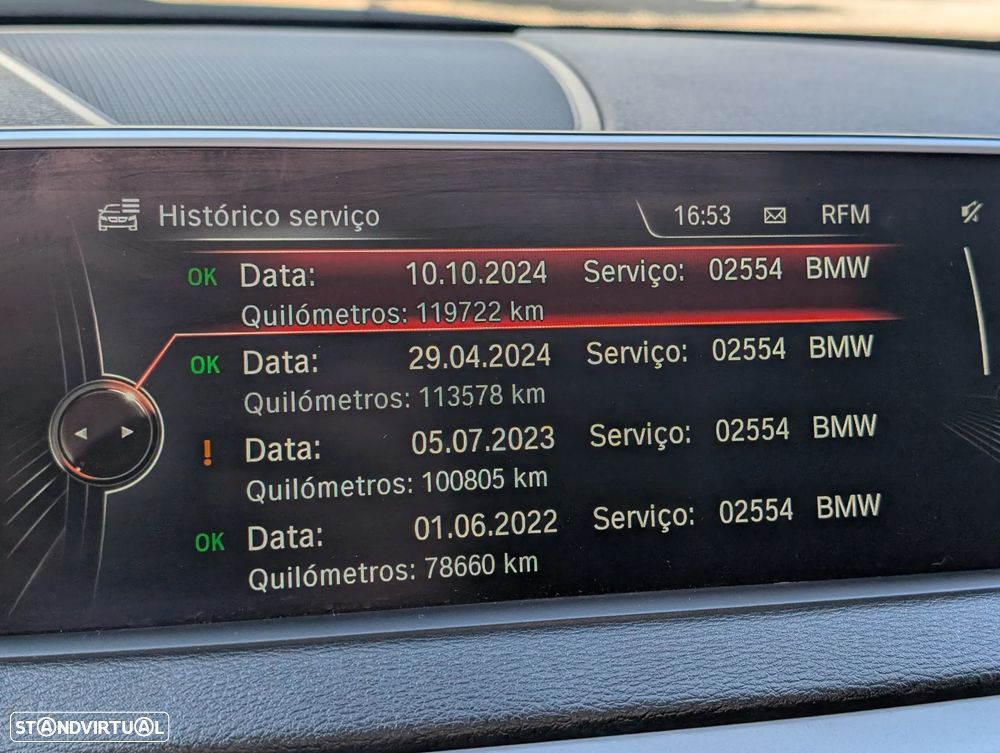 Histórico serviço 16:53 RFM
OK Data: 10.10.2024 Serviço: 02554 BMW
Quilómetros: 119722 km
OK Data: 29.04.2024 Serviço: 02554 BMW
Quilómetros: 113578 km
! Data: 05.07.2023 Serviço: 02554 BMW
Quilómetros: 100805 km
OK Data: 01.06.2022 Serviço: 02554 BMW
Quilómetros: 78660 km
STANDVIRTUAL